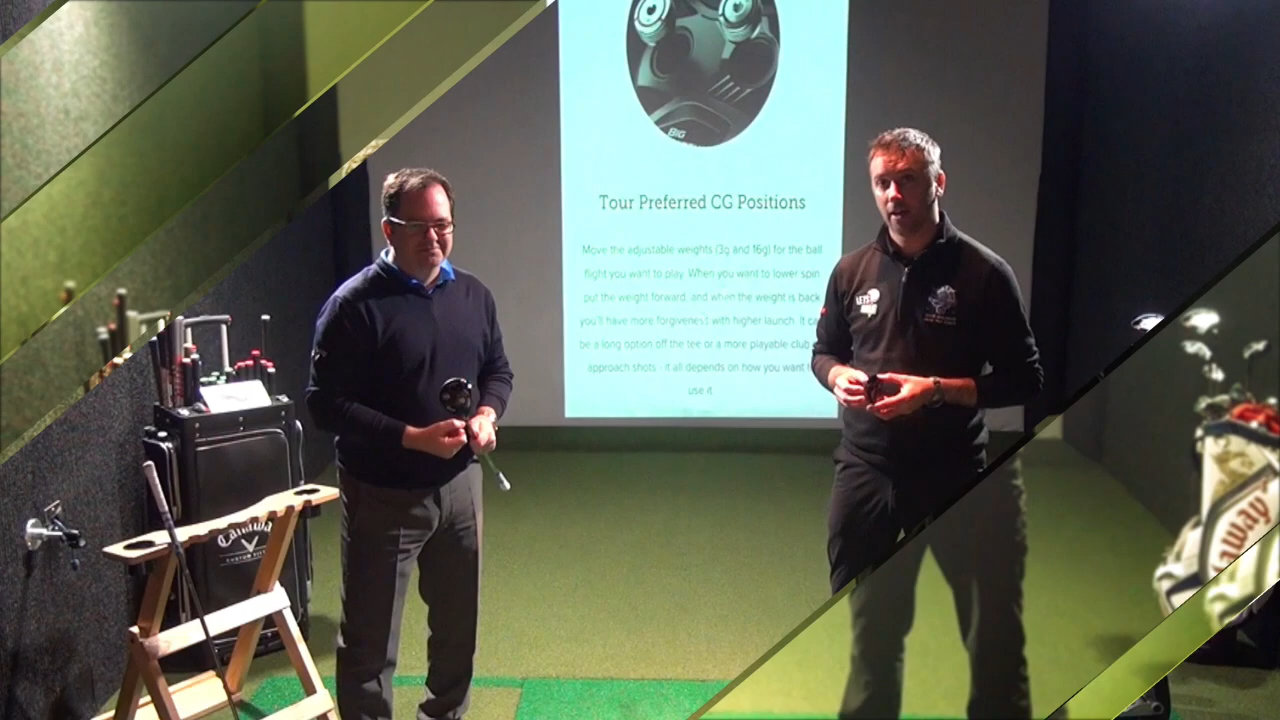 BIG
Tour Preferred CG Positions
Move the adjustable weights (3g and 16g) for the ball
flight you want to play. When you want to lower spin
put the weight forward, and when the weight is back
you'll have more forgiveness with higher launch. It
be a long option off the tee or a more playable club
approach shots - it all depends on how you want
use it.
LETS
Callaway
CUSTOM FIT